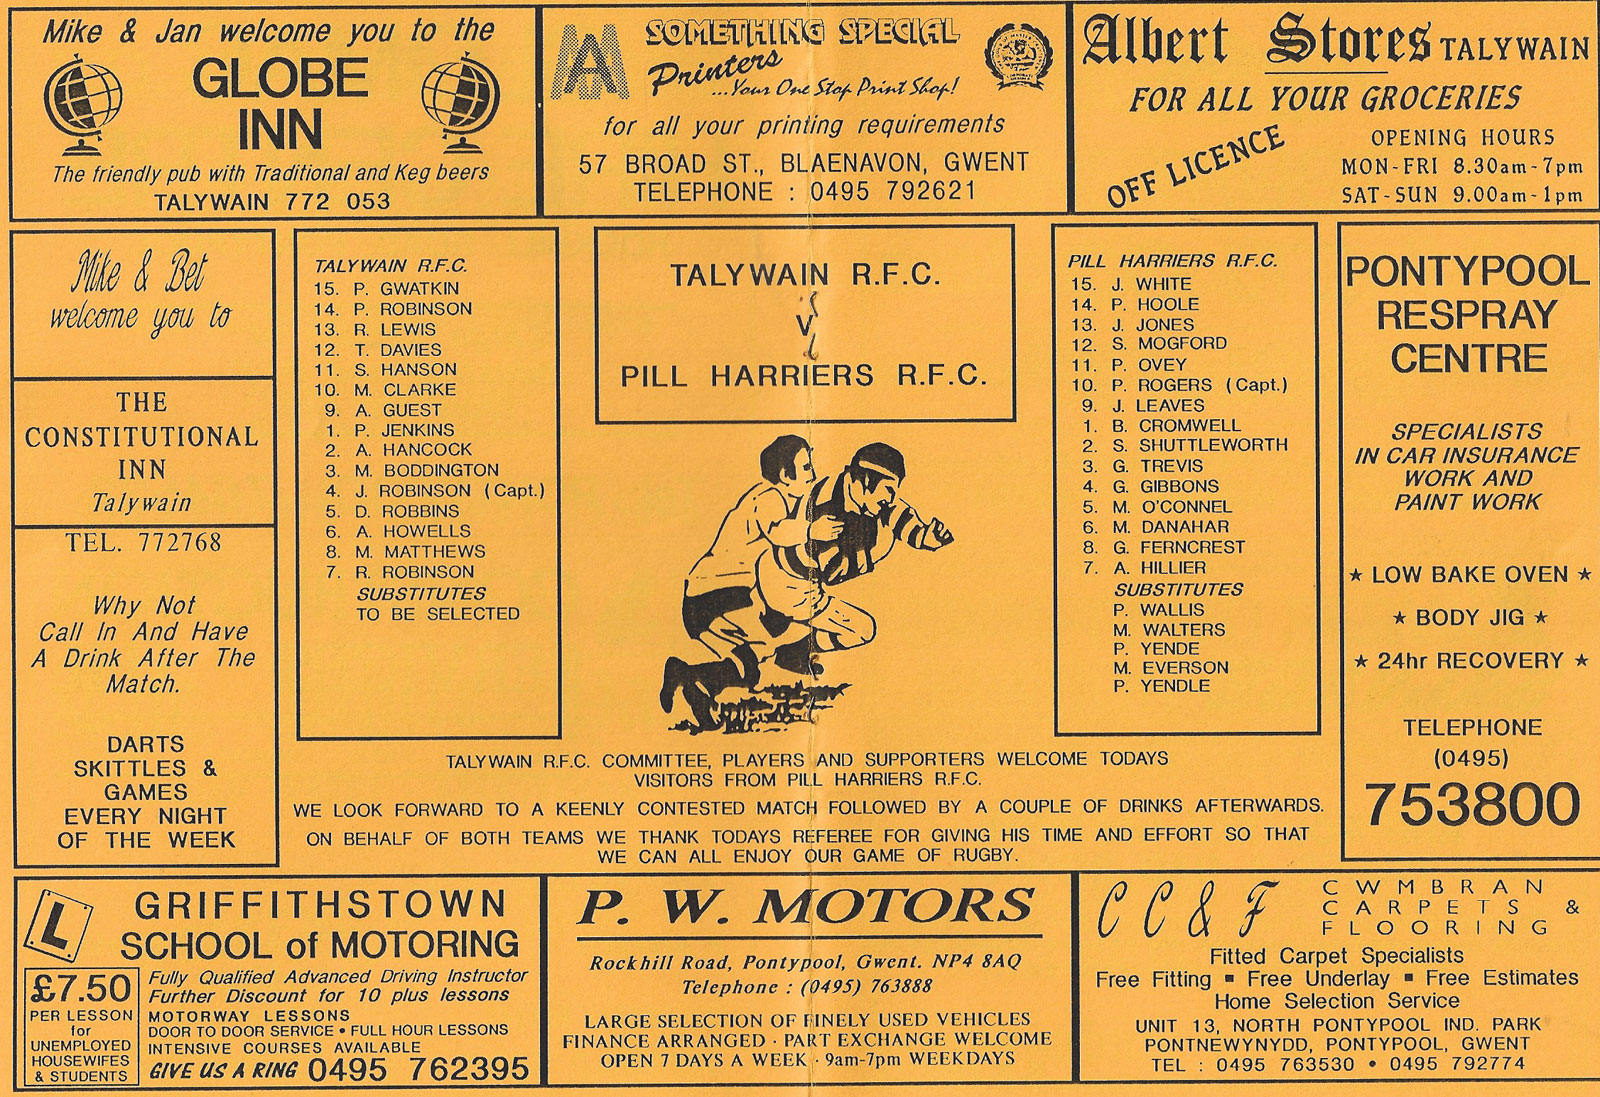 Mike & Jan welcome you to the
GLOBE
INN
The friendly pub with Traditional and Keg beers
TALYWAIN 772 053
SOMETHING SPECIAL
Printers
...Your One Stop Print Shop!
for all your printing requirements
57 BROAD ST., BLAENAVON, GWENT
TELEPHONE : 0495 792621
Albert Stores TALYWAIN
FOR ALL YOUR GROCERIES
OFF LICENCE
OPENING HOURS
MON-FRI 8.30am-7pm
SAT-SUN 9.00am-1pm
Mike & Bet
welcome you to
THE
CONSTITUTIONAL
INN
Talywain
TEL. 772768
Why Not
Call In And Have
A Drink After The
Match.
DARTS
SKITTLES &
GAMES
EVERY NIGHT
OF THE WEEK
TALYWAIN R.F.C.
15. P. GWATKIN
14. P. ROBINSON
13. R. LEWIS
12. T. DAVIES
11. S. HANSON
10. M. CLARKE
9. A. GUEST
1. P. JENKINS
2. A. HANCOCK
3. M. BODDINGTON
4. J. ROBINSON (Capt.)
5. D. ROBBINS
6. A. HOWELLS
8. M. MATTHEWS
7. R. ROBINSON
SUBSTITUTES
TO BE SELECTED
TALYWAIN R.F.C.
V
PILL HARRIERS R.F.C.
PILL HARRIERS R.F.C.
15. J. WHITE
14. P. HOOLE
13. J. JONES
12. S. MOGFORD
11. P. OVEY
10. P. ROGERS (Capt.)
9. J. LEAVES
1. B. CROMWELL
2. S. SHUTTLEWORTH
3. G. TREVIS
4. G. GIBBONS
5. M. O'CONNEL
6. M. DANAHAR
8. G. FERNCREST
7. A. HILLIER
SUBSTITUTES
P. WALLIS
M. WALTERS
P. YENDE
M. EVERSON
P. YENDLE
PONTYPOOL
RESPRAY
CENTRE
SPECIALISTS
IN CAR INSURANCE
WORK AND
PAINT WORK
★ LOW BAKE OVEN ★
★ BODY JIG ★
★ 24hr RECOVERY ★
TELEPHONE
(0495)
753800
TALYWAIN R.F.C. COMMITTEE, PLAYERS AND SUPPORTERS WELCOME TODAYS
VISITORS FROM PILL HARRIERS R.F.C.
WE LOOK FORWARD TO A KEENLY CONTESTED MATCH FOLLOWED BY A COUPLE OF DRINKS AFTERWARDS.
ON BEHALF OF BOTH TEAMS WE THANK TODAYS REFEREE FOR GIVING HIS TIME AND EFFORT SO THAT
WE CAN ALL ENJOY OUR GAME OF RUGBY.
L
GRIFFITHSTOWN
SCHOOL of MOTORING
£7.50
PER LESSON
for
UNEMPLOYED
HOUSEWIFES
& STUDENTS
Fully Qualified Advanced Driving Instructor
Further Discount for 10 plus lessons
MOTORWAY LESSONS
DOOR TO DOOR SERVICE • FULL HOUR LESSONS
INTENSIVE COURSES AVAILABLE
GIVE US A RING 0495 762395
P. W. MOTORS
Rockhill Road, Pontypool, Gwent. NP4 8AQ
Telephone : (0495) 763888
LARGE SELECTION OF FINELY USED VEHICLES
FINANCE ARRANGED · PART EXCHANGE WELCOME
OPEN 7 DAYS A WEEK · 9am-7pm WEEKDAYS
C C & F
CWMBRAN
CARPETS &
FLOORING
Fitted Carpet Specialists
Free Fitting ▪ Free Underlay ▪ Free Estimates
Home Selection Service
UNIT 13, NORTH PONTYPOOL IND. PARK
PONTNEWYNYDD, PONTYPOOL, GWENT
TEL : 0495 763530 • 0495 792774